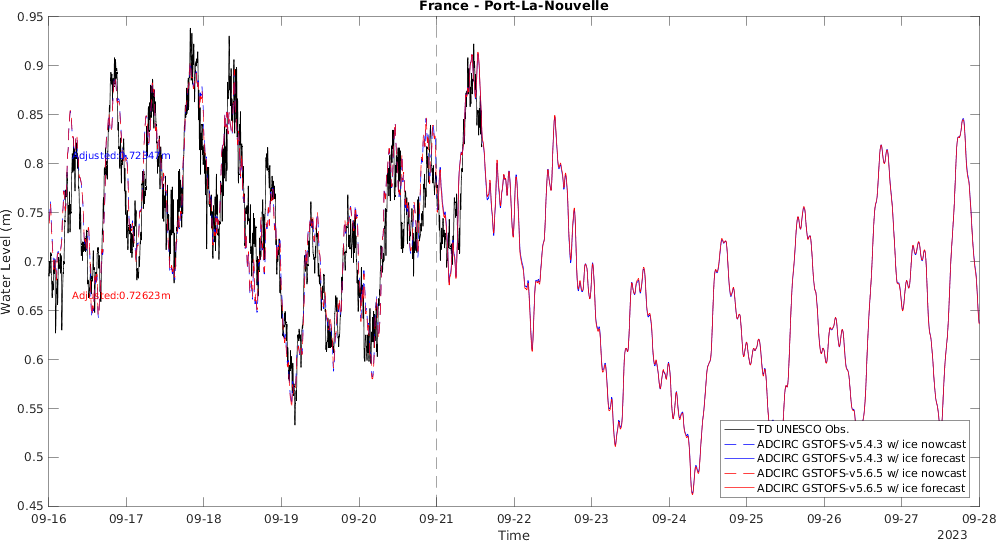 France - Port-La-Nouvelle
Water Level (m)
0.95
0.9
0.85
0.8
0.75
0.7
0.65
0.6
0.55
0.5
0.45
Adjusted:0.72547m
Adjusted:0.72623m
TD UNESCO Obs.
ADCIRC GSTOFS-v5.4.3 w/ ice nowcast
ADCIRC GSTOFS-v5.4.3 w/ ice forecast
ADCIRC GSTOFS-v5.6.5 w/ ice nowcast
ADCIRC GSTOFS-v5.6.5 w/ ice forecast
09-16 09-17 09-18 09-19 09-20 09-21 09-22 09-23 09-24 09-25 09-26 09-27 09-28
Time
2023